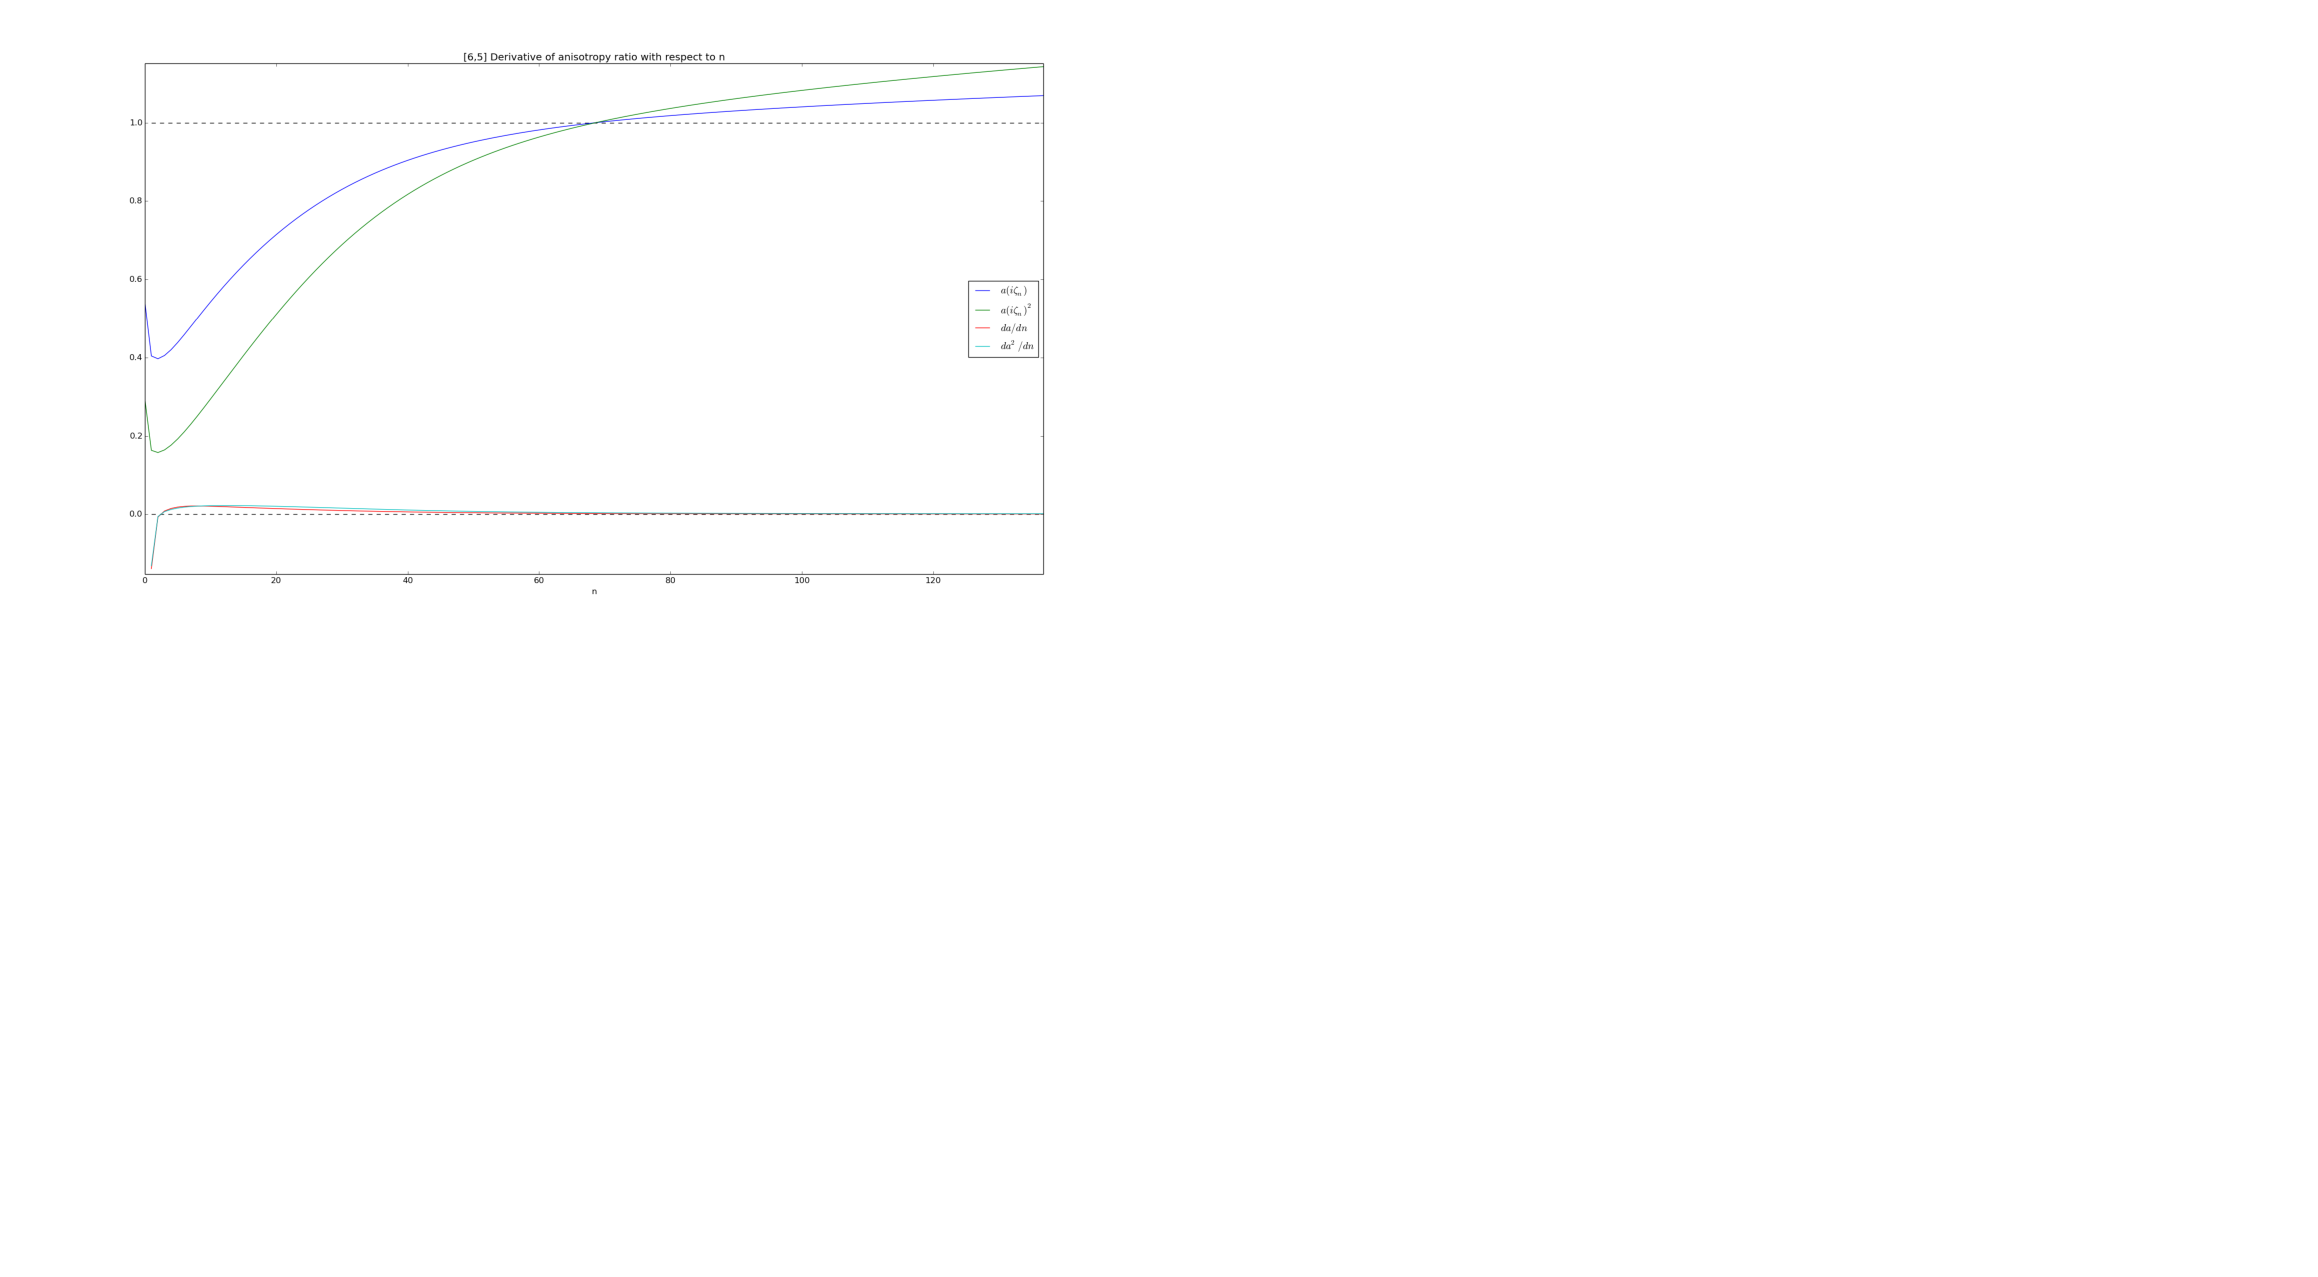 [6,5] Derivative of anisotropy ratio with respect to n
1.0
0.8
0.6
0.4
0.2
0.0
a(iζₙ)
a(iζₙ)²
da/dn
da²/dn
0 20 40 60 80 100 120
n